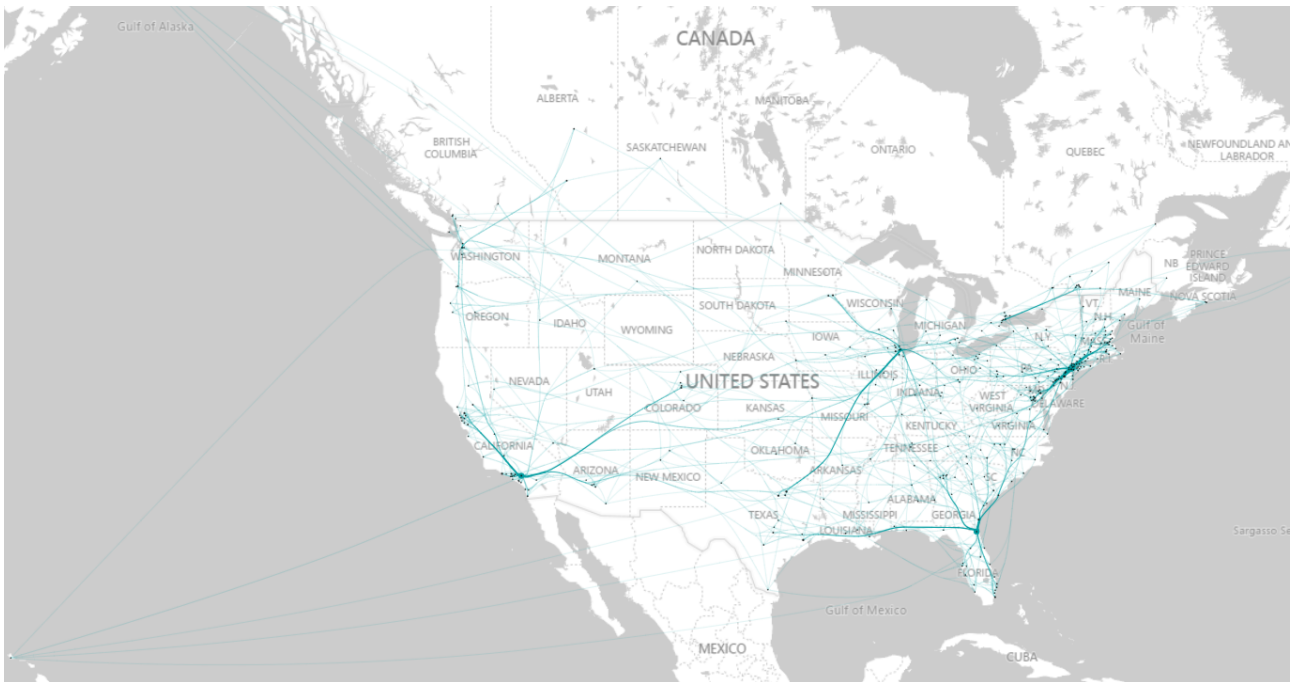 Gulf of Alaska
CANADA
ALBERTA
MANITOBA
BRITISH
COLUMBIA
SASKATCHEWAN
ONTARIO
QUEBEC
NEWFOUNDLAND AN
LABRADOR
WASHINGTON
MONTANA
NORTH DAKOTA
MINNESOTA
NB
PRINCE
EDWARD
ISLAND
NOVA SCOTIA
MAINE
VT.
N.H
OREGON
IDAHO
WYOMING
SOUTH DAKOTA
WISCONSIN
MICHIGAN
N.Y.
Gulf of
Maine
IOWA
NEBRASKA
NEVADA
UTAH
UNITED STATES
COLORADO
KANSAS
ILLINOIS
INDIANA
OHIO
PA
WEST
VIRGINIA
DELAWARE
MISSOURI
KENTUCKY
VIRGINIA
CALIFORNIA
ARIZONA
NEW MEXICO
OKLAHOMA
ARKANSAS
TENNESSEE
NC
SC
TEXAS
LOUISIANA
MISSISSIPPI
ALABAMA
GEORGIA
FLORIDA
Sargasso Se
Gulf of Mexico
MEXICO
CUBA